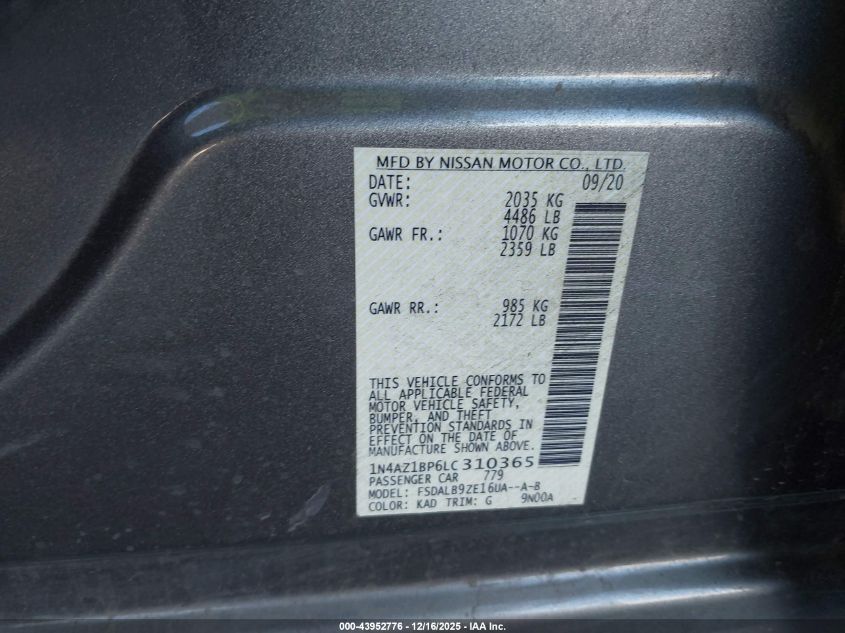 MFD BY NISSAN MOTOR CO., LTD.
DATE: 09/20
GVWR: 2035 KG
4486 LB
GAWR FR.: 1070 KG
2359 LB
GAWR RR.: 985 KG
2172 LB
THIS VEHICLE CONFORMS TO
ALL APPLICABLE FEDERAL
MOTOR VEHICLE SAFETY,
BUMPER, AND THEFT
PREVENTION STANDARDS IN
EFFECT ON THE DATE OF
MANUFACTURE SHOWN ABOVE.
1N4AZ1BP6LC310365
PASSENGER CAR 779
MODEL: FSDALB9ZE16UA--A-B
COLOR: KAD TRIM: G 9N00A
000-43952776 - 12/16/2025 - IAA Inc.